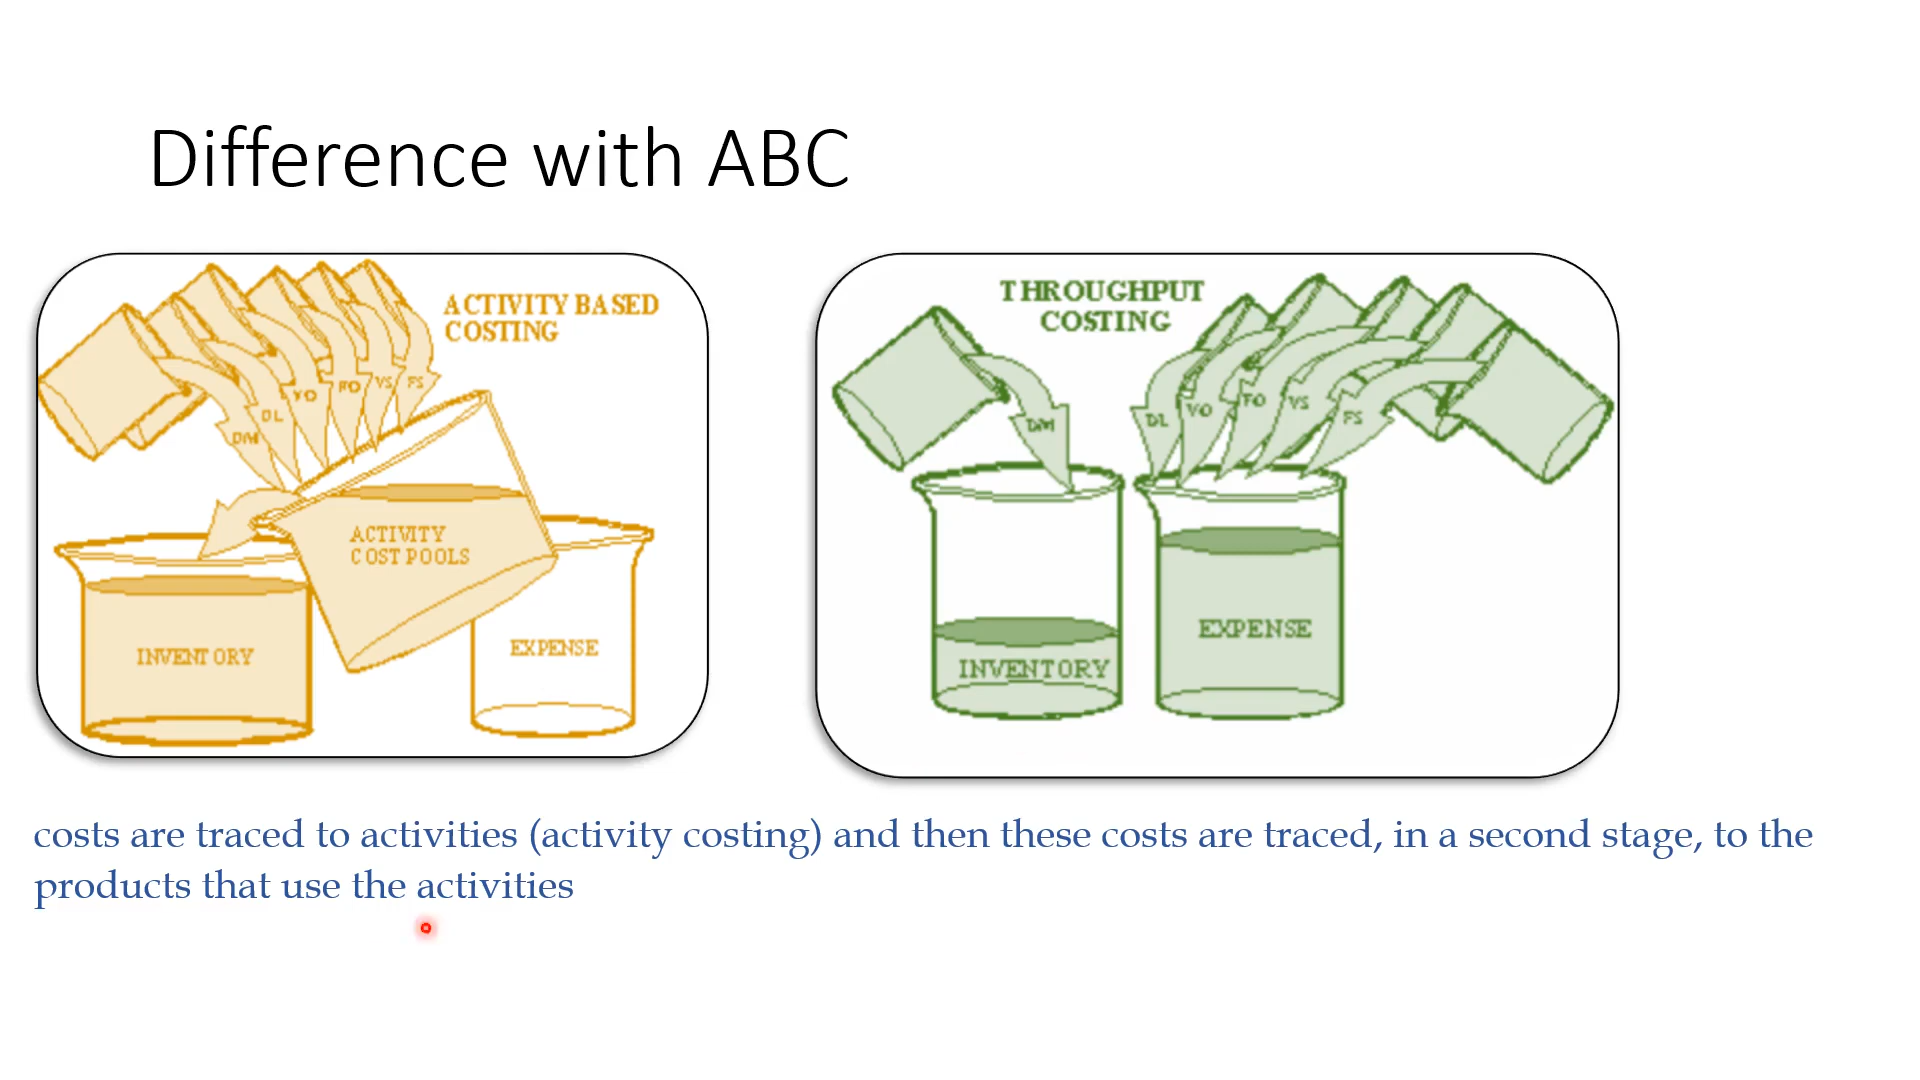 Difference with ABC
ACTIVITY BASED
COSTING
DM
DL
VO
FO
VS
FS
ACTIVITY
COST POOLS
INVENTORY
EXPENSE
THROUGHPUT
COSTING
DM
DL
VO
FO
VS
FS
INVENTORY
EXPENSE
costs are traced to activities (activity costing) and then these costs are traced, in a second stage, to the
products that use the activities